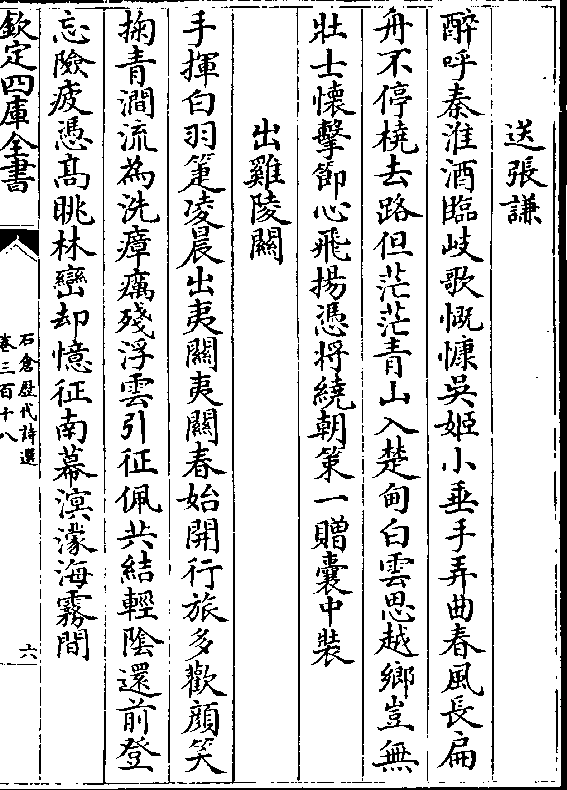 送張謙
醉呼秦淮酒臨歧歌慨慷吳姬小垂手弄曲春風長扁
舟不停橈去路但茫茫青山入楚甸白雲思越鄉豈無
壯士懷擊節心飛揚憑將繞朝策一贈囊中裝
出雞陵關
手揮白羽箑凌晨出夷關夷關春始開行旅多歡顔笑
掬青澗流為洗瘴癘殘浮雲引征佩共結輕陰還前登
忘險疲憑髙眺林巒却憶征南幕溟濛海霧間
欽定四庫全書
石倉歴代詩選
卷三百十八
六